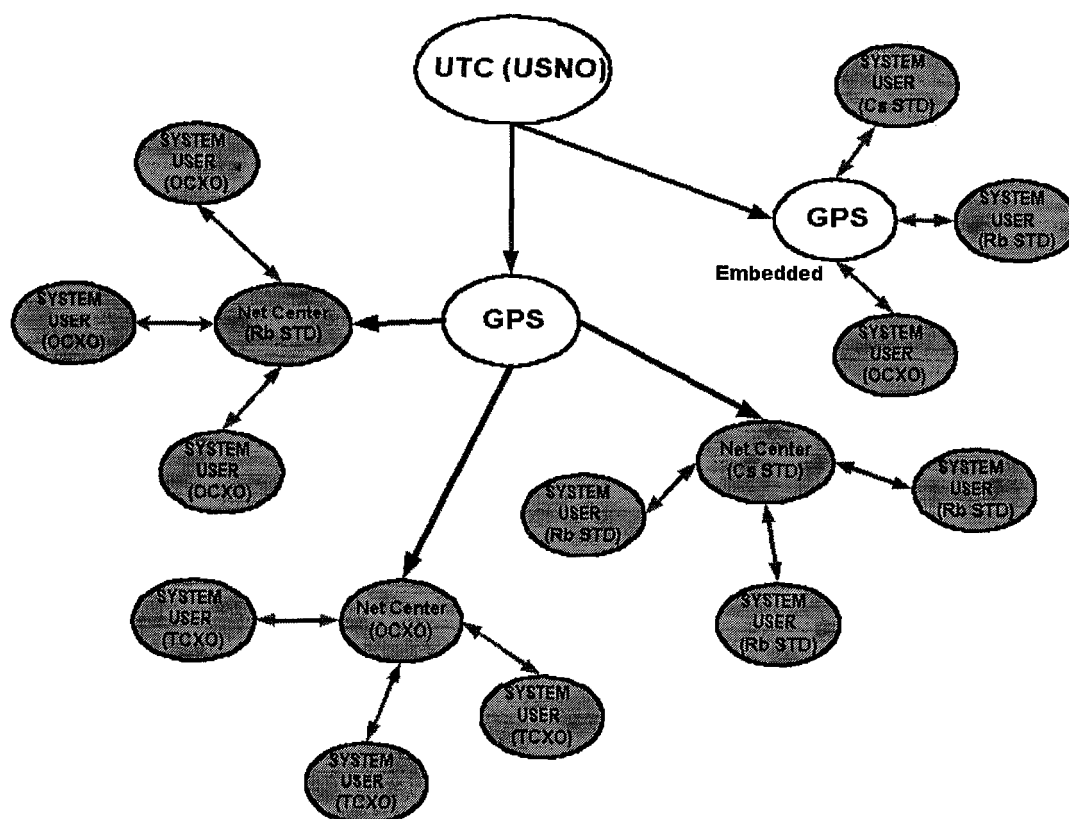 UTC (USNO)
SYSTEM
USER
(Cs STD)
SYSTEM
USER
(OCXO)
GPS
SYSTEM
USER
(Rb STD)
Embedded
SYSTEM
USER
(OCXO)
Net Center
(Rb STD)
GPS
SYSTEM
USER
(OCXO)
SYSTEM
USER
(OCXO)
Net Center
(Cs STD)
SYSTEM
USER
(Rb STD)
SYSTEM
USER
(Rb STD)
SYSTEM
USER
(Rb STD)
SYSTEM
USER
(TCXO)
Net Center
(OCXO)
SYSTEM
USER
(TCXO)
SYSTEM
USER
(TCXO)